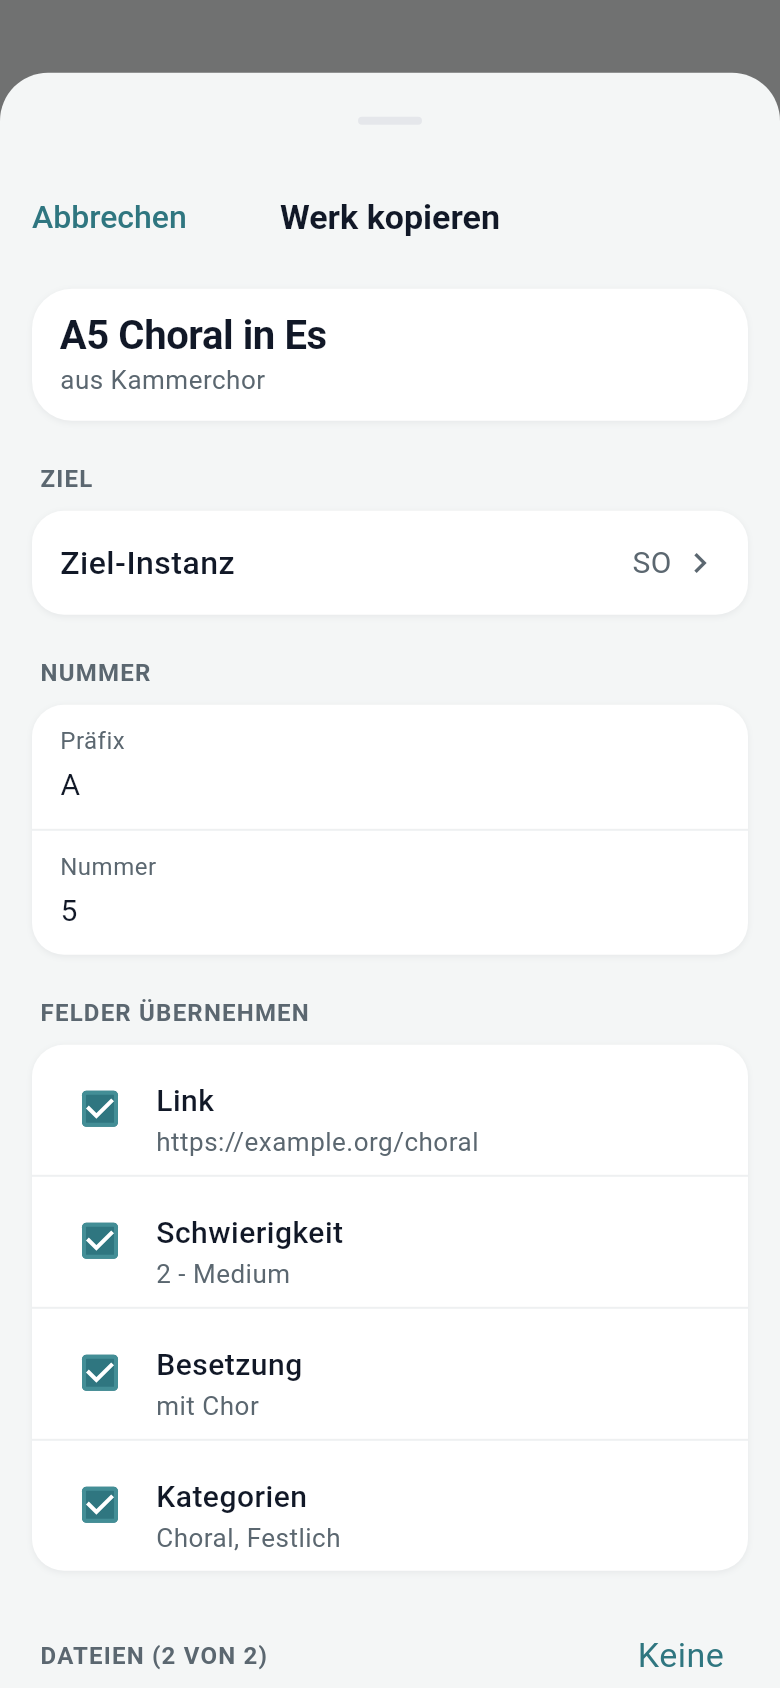 Abbrechen
Werk kopieren
A5 Choral in Es
aus Kammerchor
ZIEL
Ziel-Instanz
SO
NUMMER
Präfix
A
Nummer
5
FELDER ÜBERNEHMEN
Link
https://example.org/choral
Schwierigkeit
2 - Medium
Besetzung
mit Chor
Kategorien
Choral, Festlich
DATEIEN (2 VON 2)
Keine